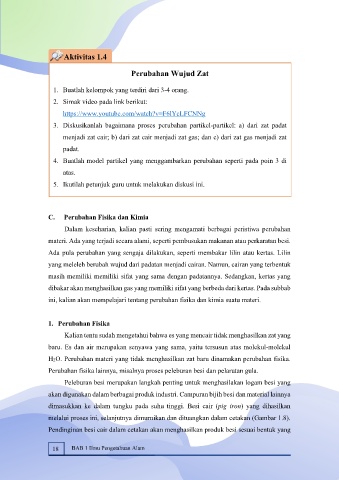 Aktivitas 1.4
Perubahan Wujud Zat
1. Buatlah kelompok yang terdiri dari 3-4 orang.
2. Simak video pada link berikut:
https://www.youtube.com/watch?v=
3. Diskusikanlah bagaimana proses perubahan partikel-partikel: a) dari zat padat
menjadi zat cair; b) dari zat cair menjadi zat gas; dan c) dari zat gas menjadi zat
padat.
4. Buatlah model partikel yang menggambarkan perubahan seperti pada poin 3 di
atas.
5. Ikutilah petunjuk guru untuk melakukan diskusi ini.
C. Perubahan Fisika dan Kimia
Dalam keseharian, kalian pasti sering mengamati berbagai peristiwa perubahan
materi. Ada yang terjadi secara alami, seperti pembusukan makanan atau perkaratan besi.
Ada pula perubahan yang sengaja dilakukan, seperti membakar lilin atau kertas. Lilin
yang meleleh berubah wujud dari padatan menjadi cairan. Namun, cairan yang terbentuk
masih memiliki memiliki sifat yang sama dengan padatannya. Sedangkan, kertas yang
dibakar akan menghasilkan gas yang memiliki sifat yang berbeda dari kertas. Pada subbab
ini, kalian akan mempelajari tentang perubahan fisika dan kimia suatu materi.
1. Perubahan Fisika
Kalian tentu sudah mengetahui bahwa es yang mencair tidak menghasilkan zat yang
baru. Es dan air merupakan senyawa yang sama, yaitu tersusun atas molekul-molekul
H2O. Perubahan materi yang tidak menghasilkan zat baru dinamakan perubahan fisika.
Perubahan fisika lainnya, misalnya proses peleburan besi dan pelarutan gula.
Peleburan besi merupakan langkah penting untuk menghasilakan logam besi yang
akan digunakan dalam berbagai produk industri. Campuran bijih besi dan material lainnya
dimasukkan ke dalam tungku pada suhu tinggi. Besi cair (pig iron) yang dihasilkan
melalui proses ini, selanjutnya dimurnikan dan dituangkan dalam cetakan (Gambar 1.8).
Pendinginan besi cair dalam cetakan akan menghasilkan produk besi sesuai bentuk yang
18 BAB 1 Ilmu Pengetahuan Alam